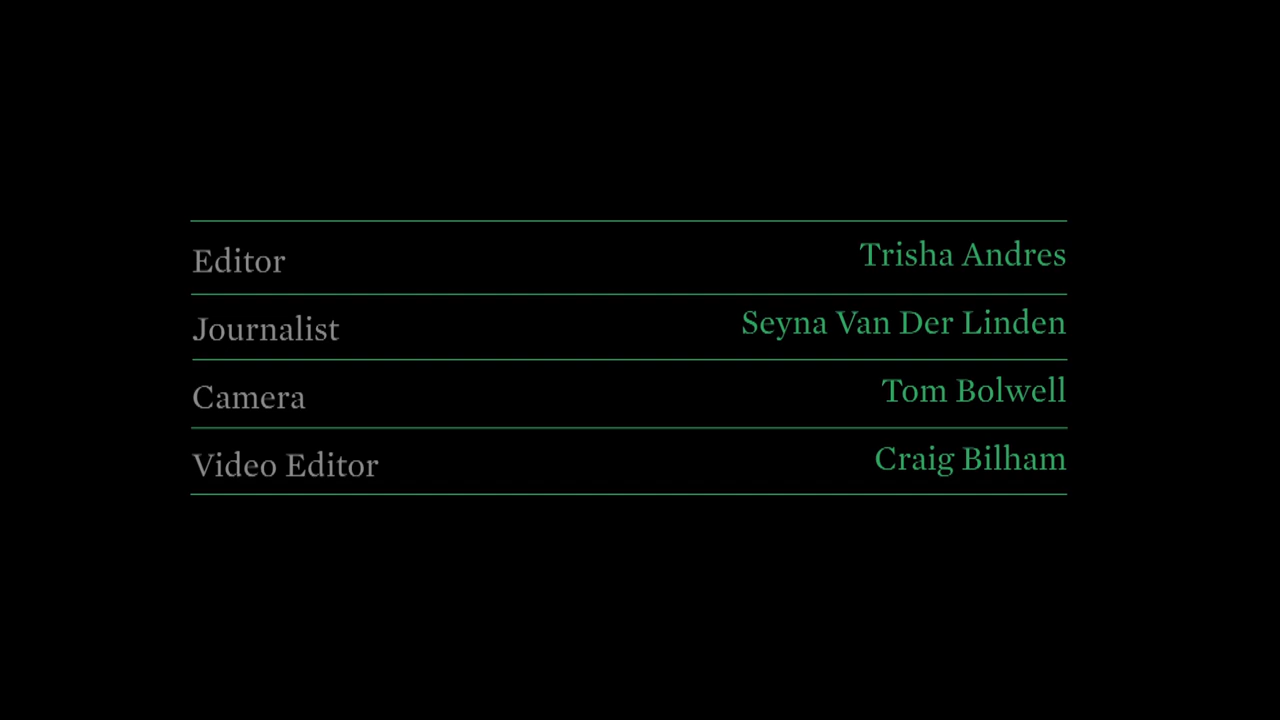 Editor Trisha Andres
Journalist Seyna Van Der Linden
Camera Tom Bolwell
Video Editor Craig Bilham